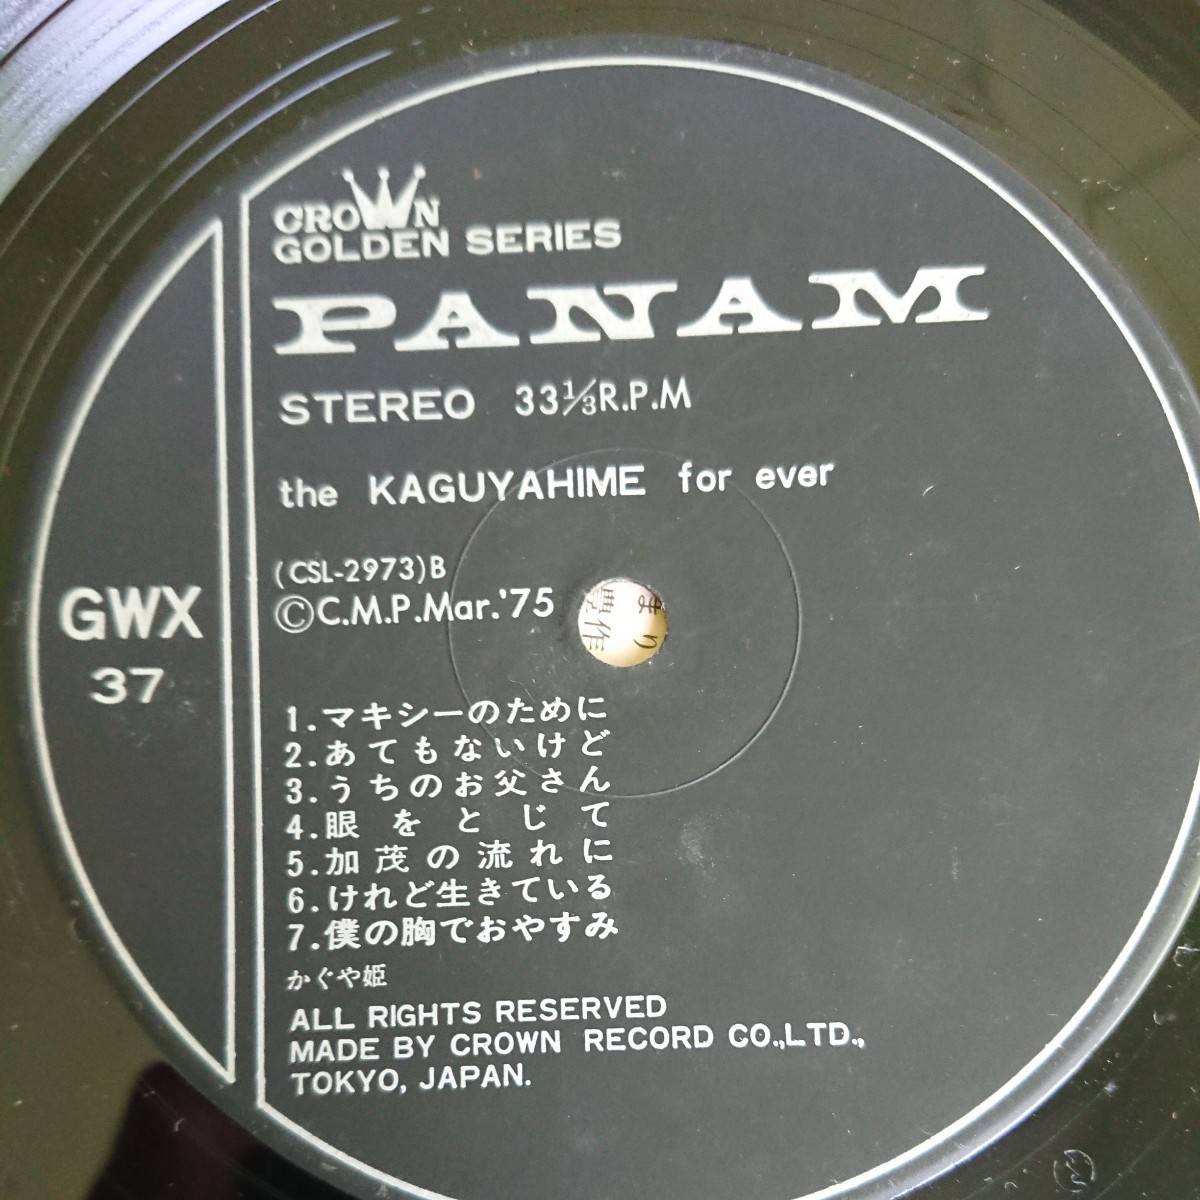 CROWN
GOLDEN SERIES
PANAM
STEREO 33⅓R.P.M
the KAGUYAHIME for ever
(CSL-2973)B
©C.M.P.Mar.'75
GWX
37
1.マキシーのために
2.あてもないけど
3.うちのお父さん
4.眼をとじて
5.加茂の流れに
6.けれど生きている
7.僕の胸でおやすみ
かぐや姫
ALL RIGHTS RESERVED
MADE BY CROWN RECORD CO.,LTD.,
TOKYO, JAPAN.